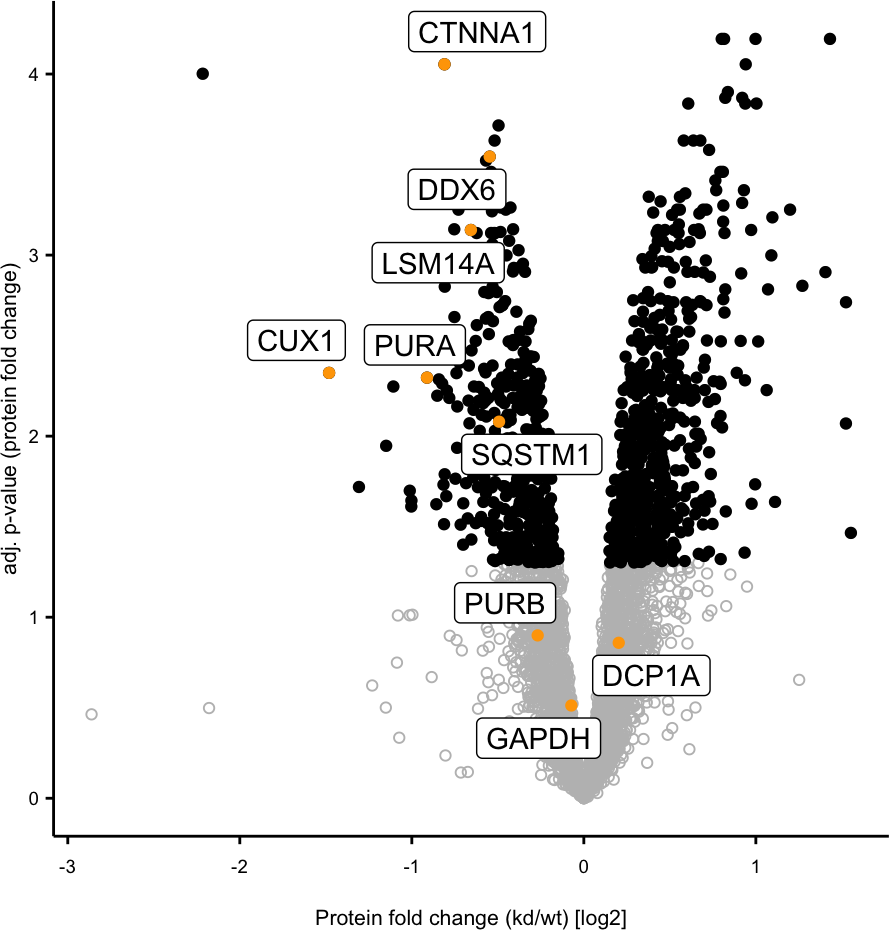 CTNNA1
4
DDX6
3
LSM14A
CUX1
PURA
2
SQSTM1
adj. p-value (protein fold change)
PURB
1
DCP1A
GAPDH
0
-3 -2 -1 0 1
Protein fold change (kd/wt) [log2]